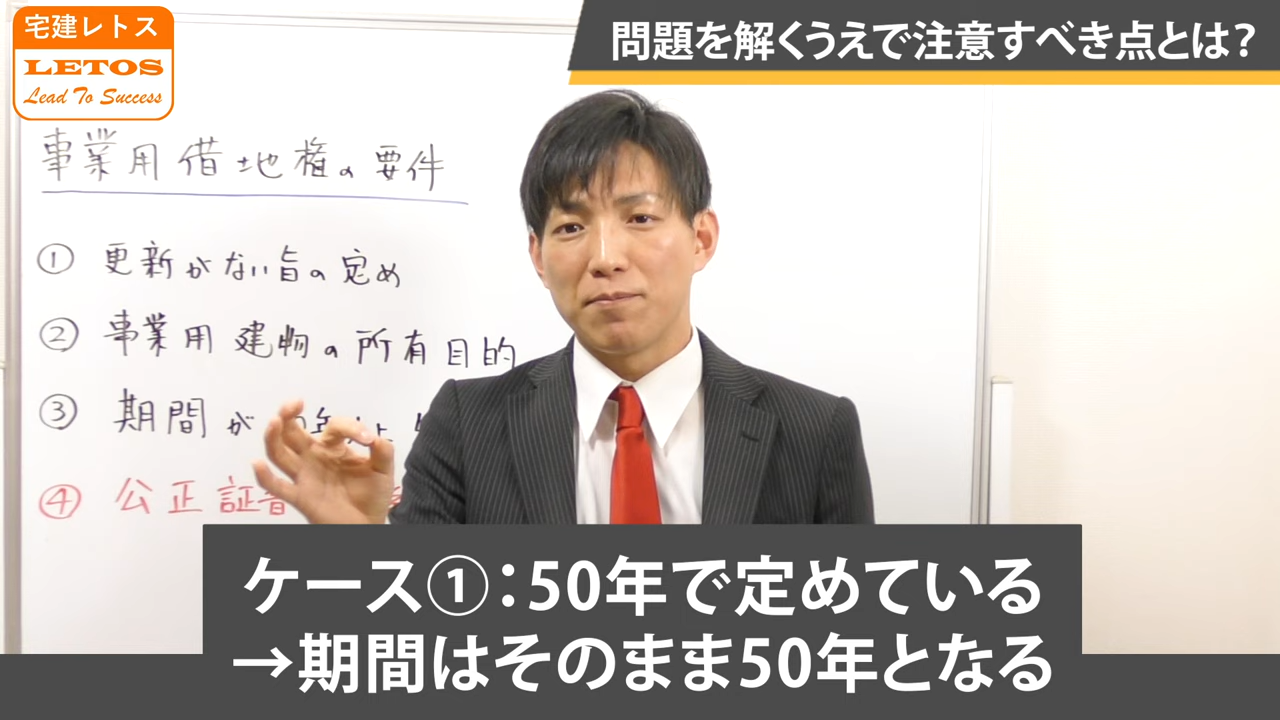 宅建レトス
LETOS
Lead To Success
問題を解くうえで注意すべき点とは？
事業用借地権の要件
① 更新がない旨の定め
② 事業用建物の所有目的
③ 期間が
④ 公正証書
ケース①：50年で定めている
→期間はそのまま50年となる